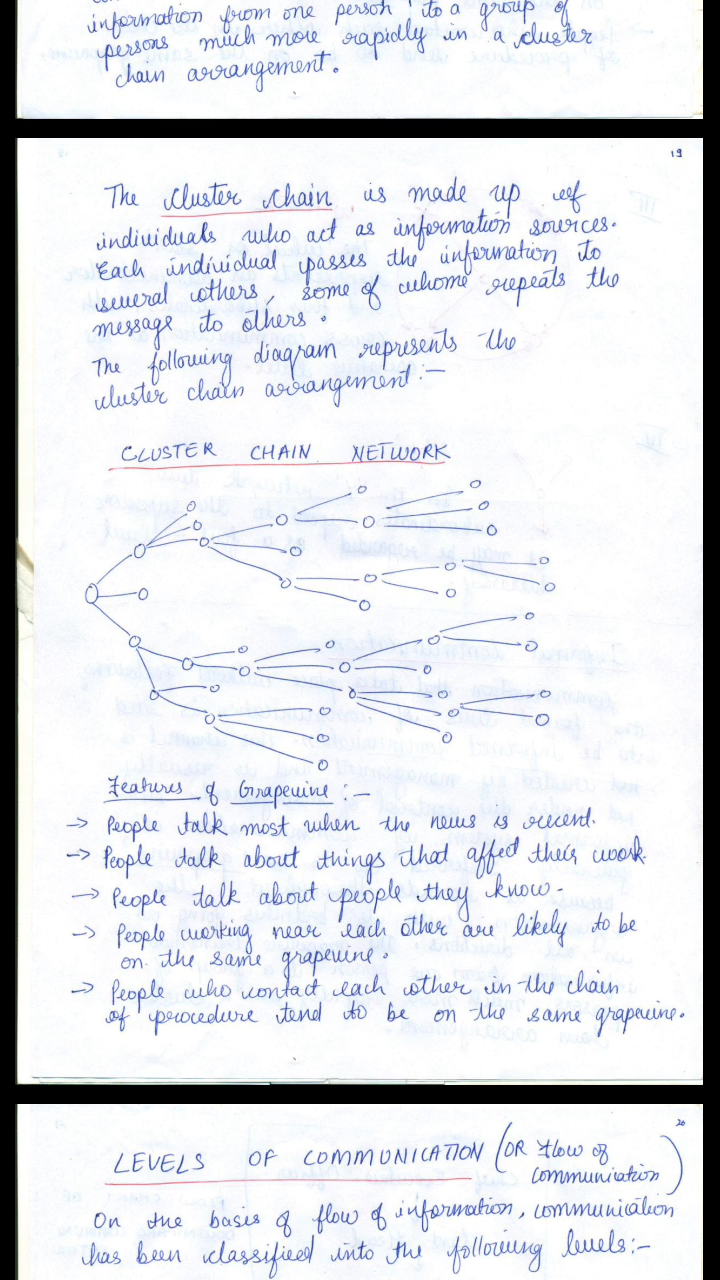 information from one person, to a group of
persons much more rapidly in a cluster
chain arrangement.
19
The cluster chain is made up of
individuals who act as information sources.
Each individual passes the information to
several others, some of whome repeats the
message to others.
The following diagram represents the
cluster chain arrangement:-
CLUSTER CHAIN NETWORK
Features of Grapevine:-
→ People talk most when the news is recent.
→ People talk about things that affect their work.
→ People talk about people they know-
→ People working near each other are likely to be
on the same grapevine.
→ People who contact each other in the chain
of procedure tend to be on the same grapevine.
20
LEVELS OF COMMUNICATION (OR Flow of
communication)
On the basis of flow of information, communication
has been classified into the following levels:-